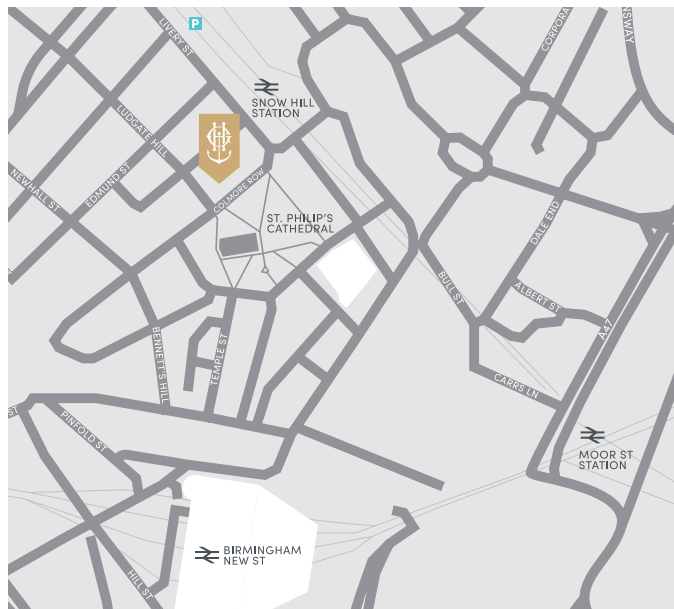 P
LIVERY ST
CORPORA
NSWAY
SNOW HILL
STATION
LUDGATE HILL
EDMUND ST
NEWHALL ST
COLMORE ROW
ST. PHILIP'S
CATHEDRAL
DALE END
BULL ST
ALBERT ST
A47
BENNETT'S HILL
TEMPLE ST
CARRS LN
ST
PINFOLD ST
MOOR ST
STATION
BIRMINGHAM
NEW ST
HILL ST